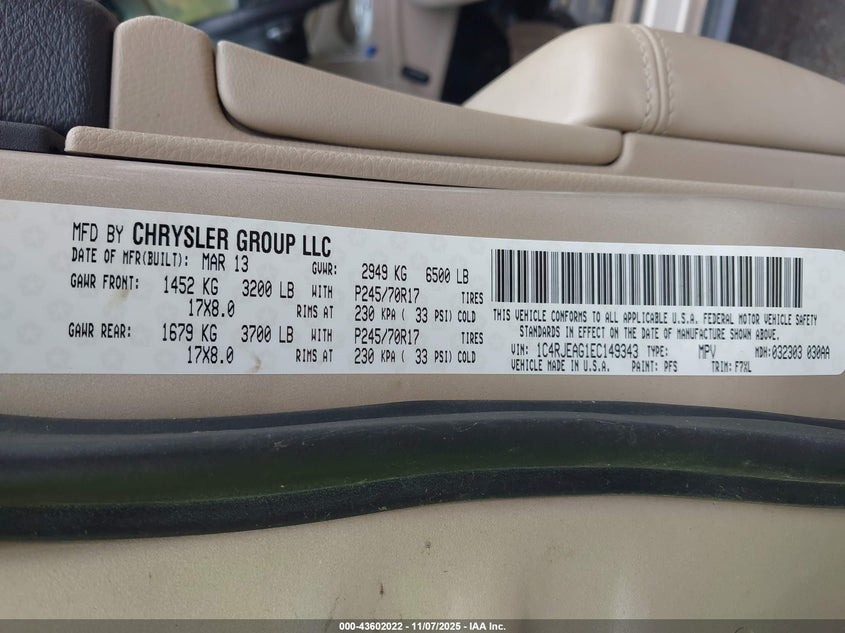 MFD BY CHRYSLER GROUP LLC
DATE OF MFR(BUILT): MAR 13 GVWR: 2949 KG 6500 LB
GAWR FRONT: 1452 KG 3200 LB WITH P245/70R17 TIRES
17X8.0 RIMS AT 230 KPA ( 33 PSI) COLD
GAWR REAR: 1679 KG 3700 LB WITH P245/70R17 TIRES
17X8.0 RIMS AT 230 KPA ( 33 PSI) COLD
THIS VEHICLE CONFORMS TO ALL APPLICABLE U.S.A. FEDERAL MOTOR VEHICLE SAFETY
STANDARDS IN EFFECT ON THE DATE OF MANUFACTURE SHOWN ABOVE.
VIN: 1C4RJEAG1EC149343 TYPE: MPV MDH: 032303 030AA
VEHICLE MADE IN U.S.A. PAINT: PFS TRIM: F7XL
000-43602022 - 11/07/2025 - IAA Inc.